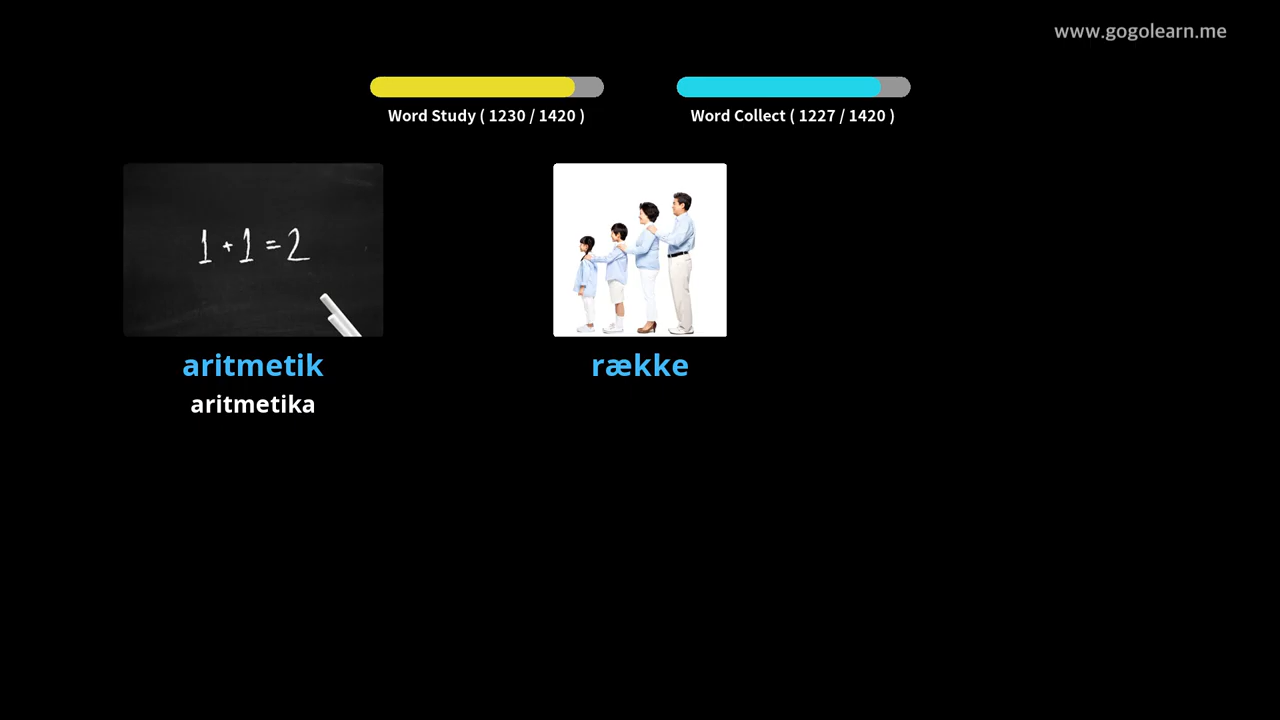 www.gogolearn.me
Word Study ( 1230 / 1420 )
Word Collect ( 1227 / 1420 )
1 + 1 = 2
aritmetik
aritmetika
række